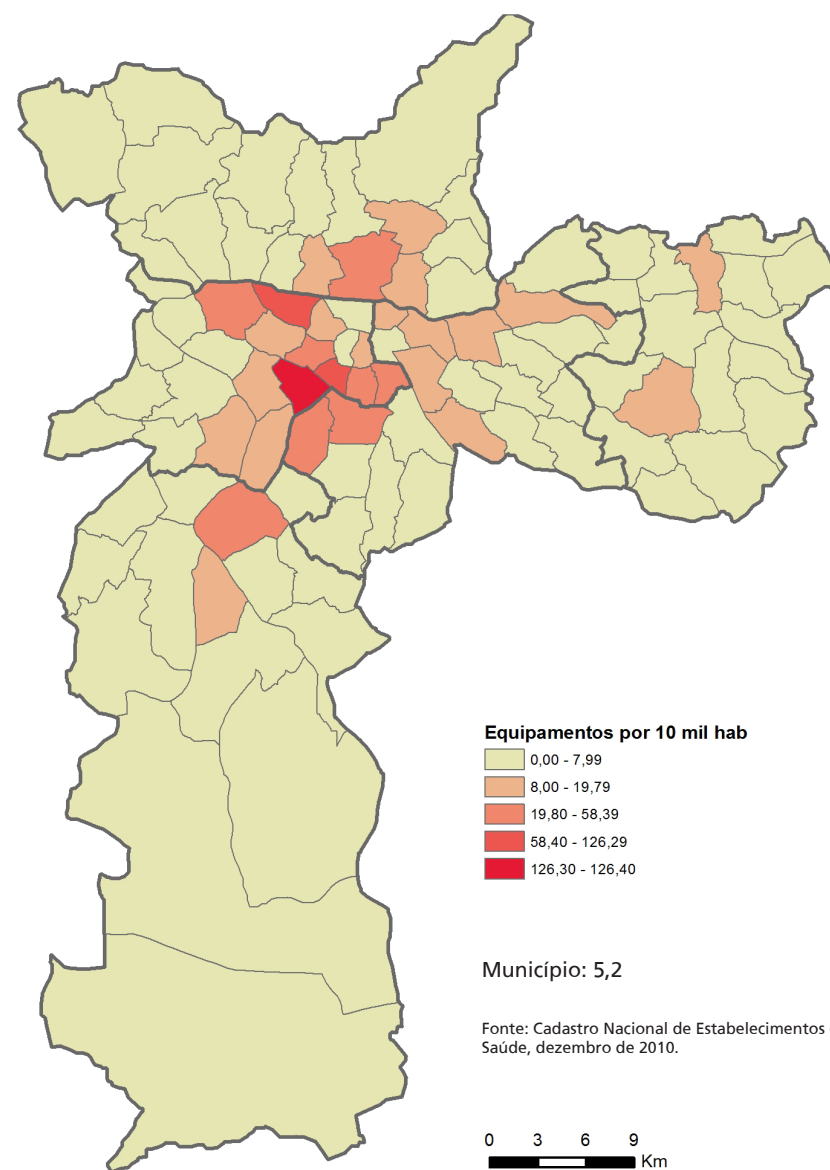 Equipamentos por 10 mil hab
0,00 - 7,99
8,00 - 19,79
19,80 - 58,39
58,40 - 126,29
126,30 - 126,40
Município: 5,2
Fonte: Cadastro Nacional de Estabelecimentos
Saúde, dezembro de 2010.
0 3 6 9
Km